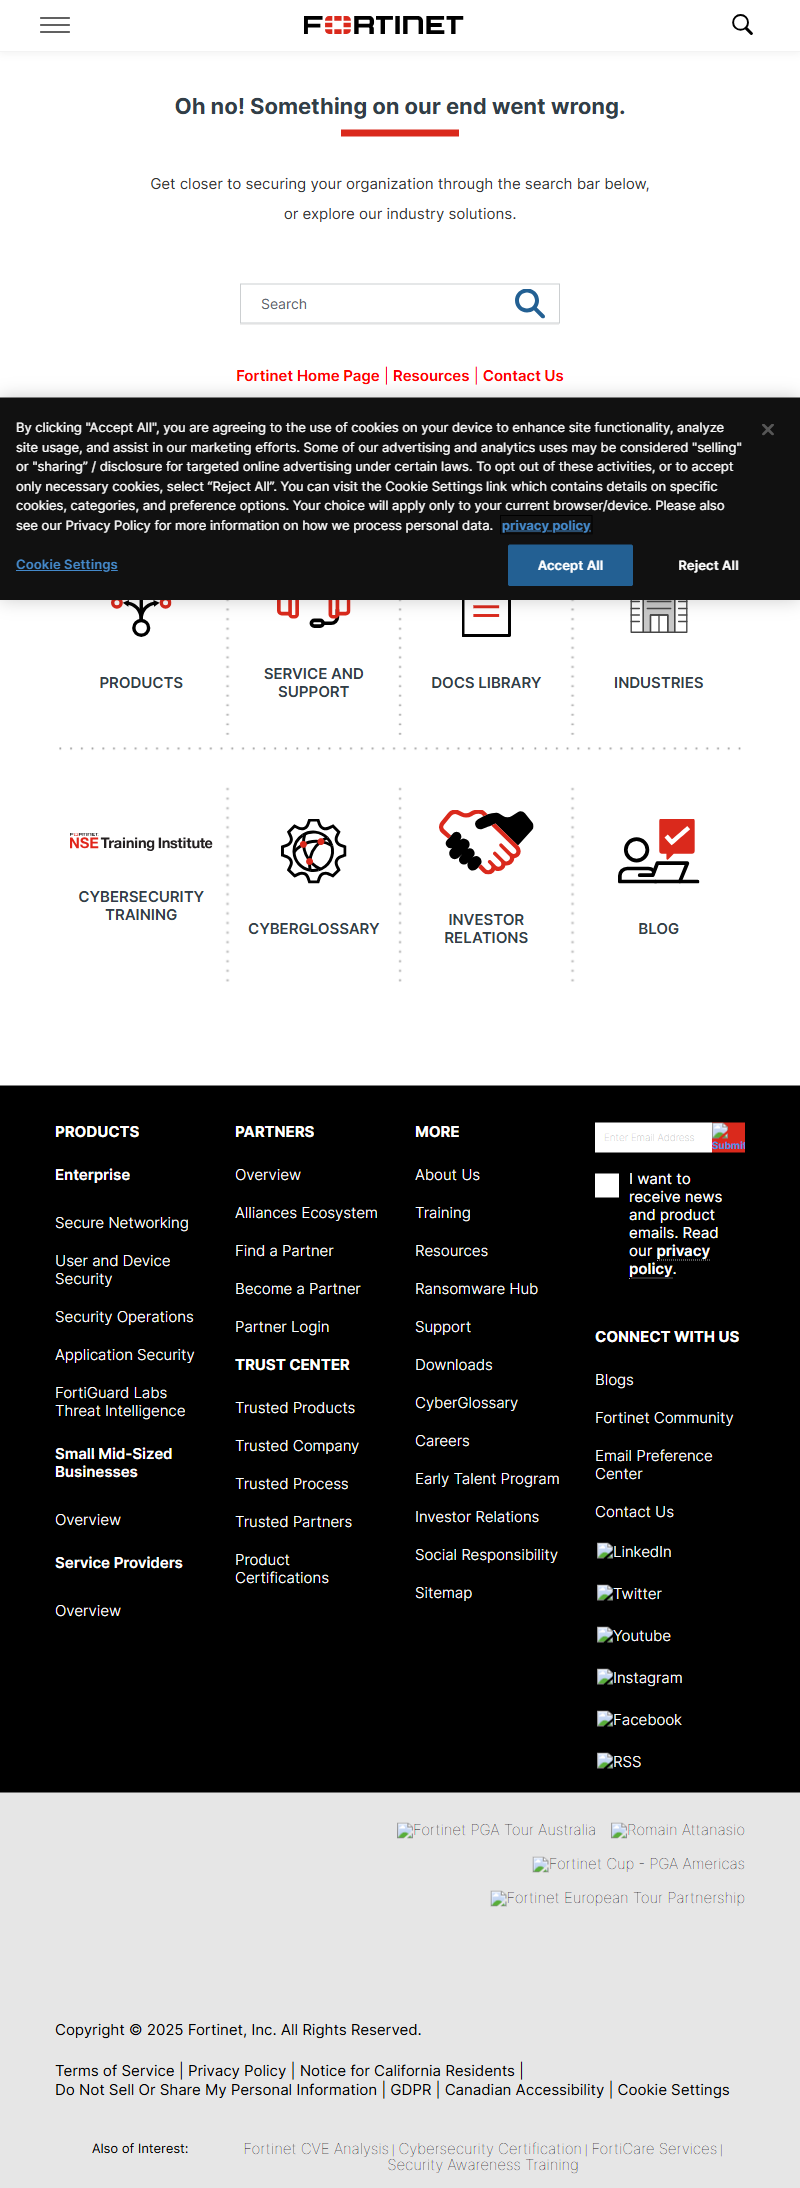 FORTINET
Oh no! Something on our end went wrong.
Get closer to securing your organization through the search bar below,
or explore our industry solutions.
Search
Fortinet Home Page | Resources | Contact Us
By clicking "Accept All", you are agreeing to the use of cookies on your device to enhance site functionality, analyze
site usage, and assist in our marketing efforts. Some of our advertising and analytics uses may be considered "selling"
or "sharing” / disclosure for targeted online advertising under certain laws. To opt out of these activities, or to accept
only necessary cookies, select “Reject All”. You can visit the Cookie Settings link which contains details on specific
cookies, categories, and preference options. Your choice will apply only to your current browser/device. Please also
see our Privacy Policy for more information on how we process personal data. privacy policy
Cookie Settings
Accept All
Reject All
PRODUCTS
SERVICE AND
SUPPORT
DOCS LIBRARY
INDUSTRIES
FORTINET
NSE Training Institute
CYBERSECURITY
TRAINING
CYBERGLOSSARY
INVESTOR
RELATIONS
BLOG
PRODUCTS
Enterprise
Secure Networking
User and Device
Security
Security Operations
Application Security
FortiGuard Labs
Threat Intelligence
Small Mid-Sized
Businesses
Overview
Service Providers
Overview
PARTNERS
Overview
Alliances Ecosystem
Find a Partner
Become a Partner
Partner Login
TRUST CENTER
Trusted Products
Trusted Company
Trusted Process
Trusted Partners
Product
Certifications
MORE
About Us
Training
Resources
Ransomware Hub
Support
Downloads
CyberGlossary
Careers
Early Talent Program
Investor Relations
Social Responsibility
Sitemap
Enter Email Address
Submit
I want to
receive news
and product
emails. Read
our privacy
policy.
CONNECT WITH US
Blogs
Fortinet Community
Email Preference
Center
Contact Us
LinkedIn
Twitter
Youtube
Instagram
Facebook
RSS
Fortinet PGA Tour Australia
Romain Attanasio
Fortinet Cup - PGA Americas
Fortinet European Tour Partnership
Copyright © 2025 Fortinet, Inc. All Rights Reserved.
Terms of Service | Privacy Policy | Notice for California Residents |
Do Not Sell Or Share My Personal Information | GDPR | Canadian Accessibility | Cookie Settings
Also of Interest:
Fortinet CVE Analysis | Cybersecurity Certification | FortiCare Services |
Security Awareness Training